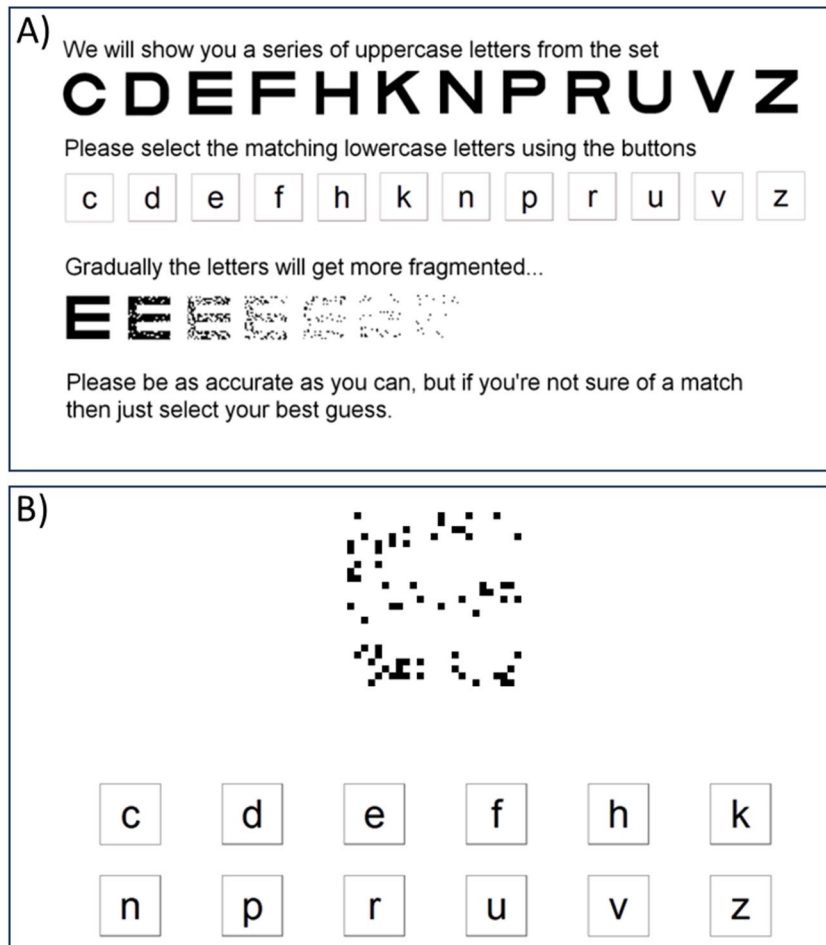 A)
We will show you a series of uppercase letters from the set
C D E F H K N P R U V Z
Please select the matching lowercase letters using the buttons
c d e f h k n p r u v z
Gradually the letters will get more fragmented...
E E E E E
Please be as accurate as you can, but if you're not sure of a match
then just select your best guess.
B)
c d e f h k
n p r u v z